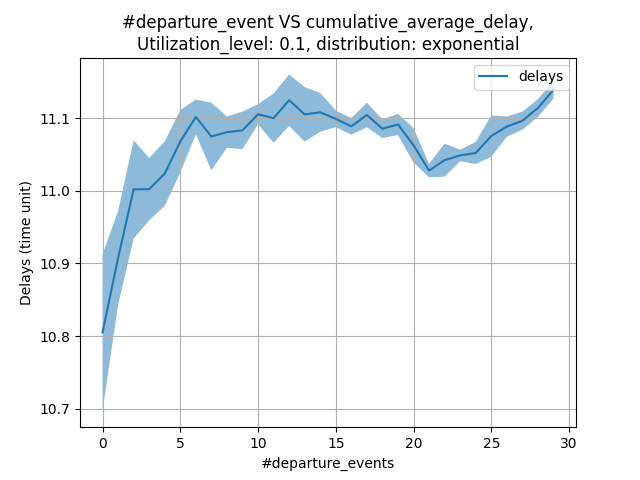 #departure_event VS cumulative_average_delay,
Utilization_level: 0.1, distribution: exponential
delays
11.1
11.0
10.9
10.8
10.7
Delays (time unit)
0 5 10 15 20 25 30
#departure_events